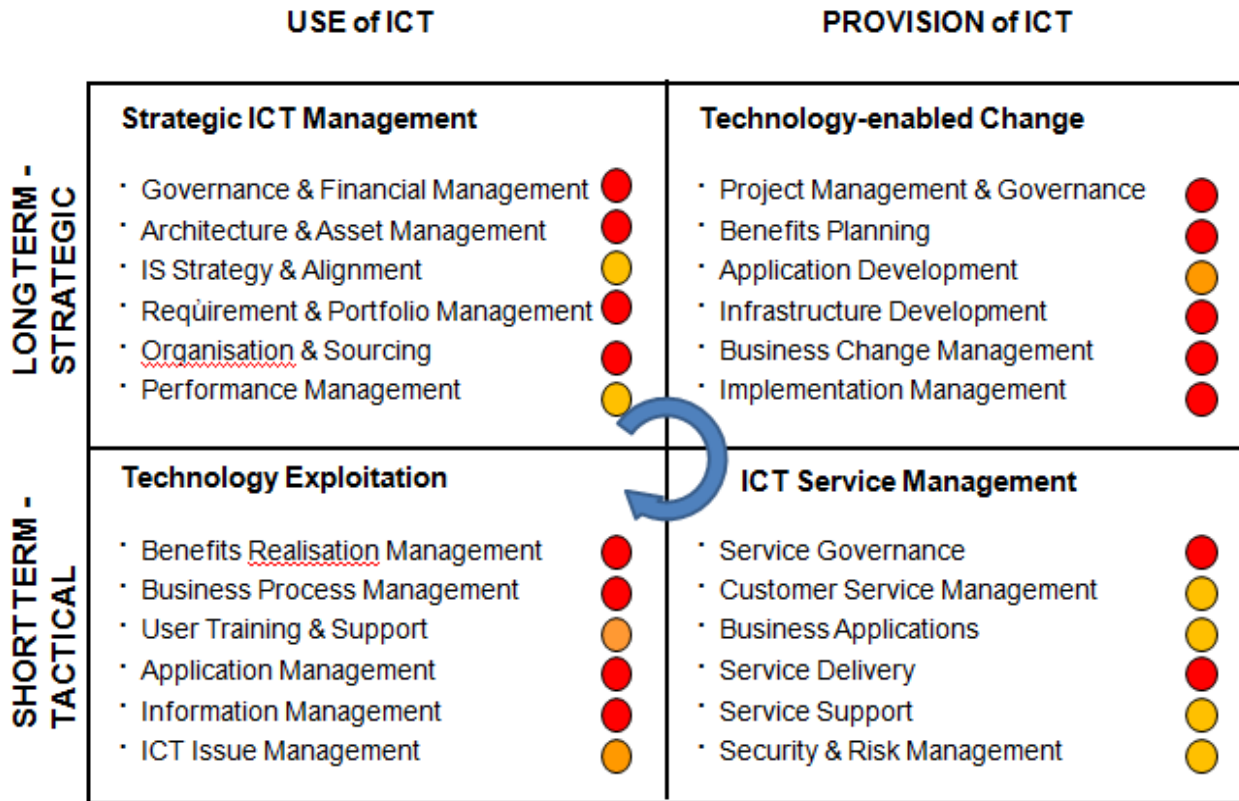 USE of ICT
PROVISION of ICT
LONGTERM -
STRATEGIC
Strategic ICT Management
· Governance & Financial Management
· Architecture & Asset Management
· IS Strategy & Alignment
· Requirement & Portfolio Management
· Organisation & Sourcing
· Performance Management
Technology-enabled Change
· Project Management & Governance
· Benefits Planning
· Application Development
· Infrastructure Development
· Business Change Management
· Implementation Management
SHORTTERM -
TACTICAL
Technology Exploitation
· Benefits Realisation Management
· Business Process Management
· User Training & Support
· Application Management
· Information Management
· ICT Issue Management
ICT Service Management
· Service Governance
· Customer Service Management
· Business Applications
· Service Delivery
· Service Support
· Security & Risk Management